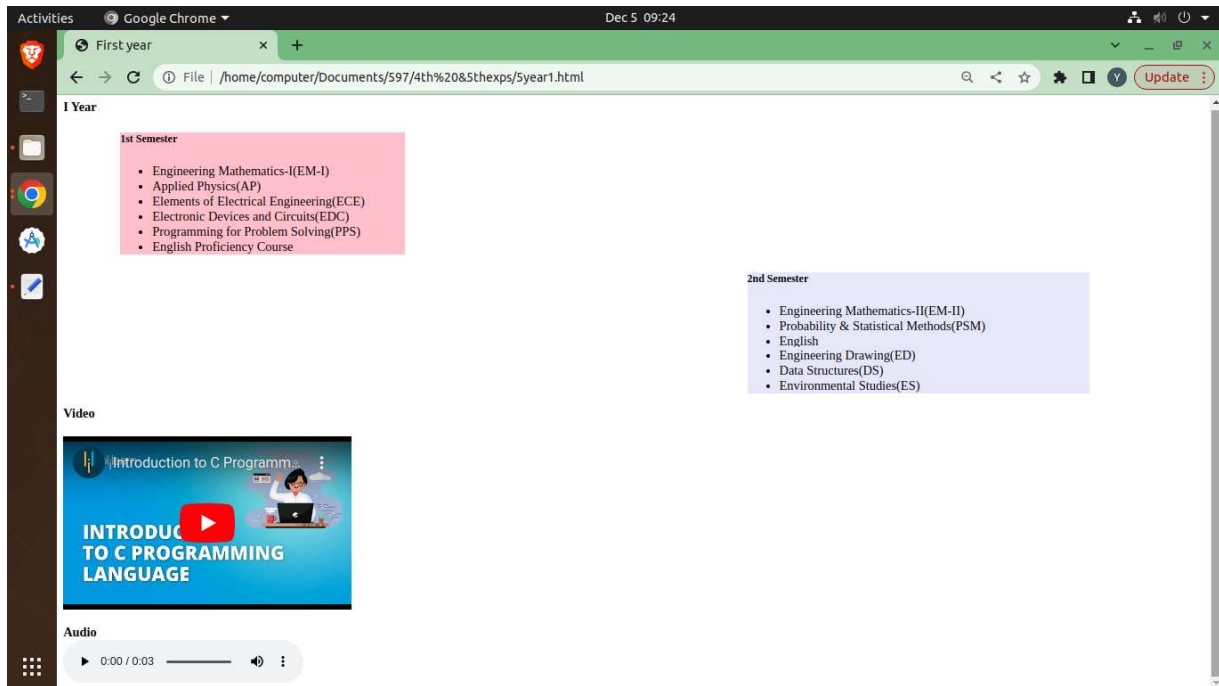 Activities Google Chrome Dec 5 09:24
First year
File | /home/computer/Documents/597/4th%20&5thexps/5year1.html Y Update
I Year
1st Semester
• Engineering Mathematics-I(EM-I)
• Applied Physics(AP)
• Elements of Electrical Engineering(ECE)
• Electronic Devices and Circuits(EDC)
• Programming for Problem Solving(PPS)
• English Proficiency Course
2nd Semester
• Engineering Mathematics-II(EM-II)
• Probability & Statistical Methods(PSM)
• English
• Engineering Drawing(ED)
• Data Structures(DS)
• Environmental Studies(ES)
Video
Introduction to C Programm...
TO C PROGRAMMING
LANGUAGE
Audio
0:00 / 0:03